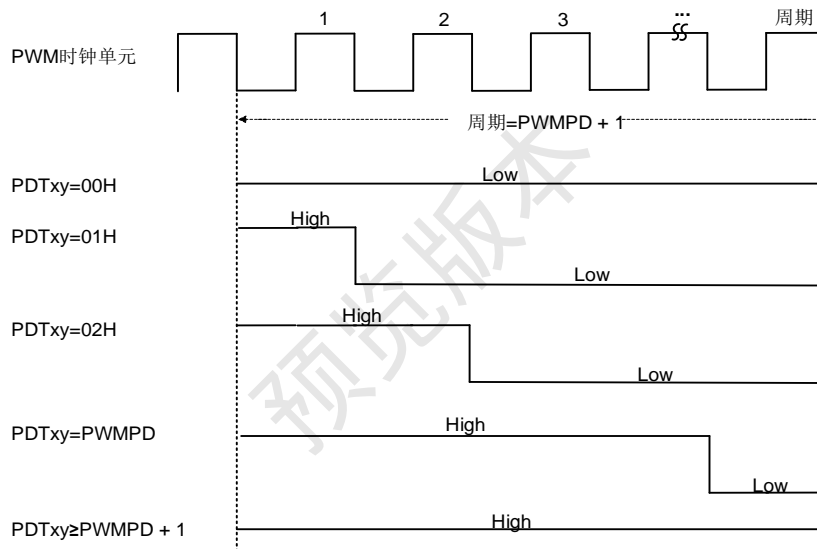 1 2 3 ... 周期
PWM时钟单元
周期=PWMPD + 1
PDTxy=00H Low
PDTxy=01H High Low
PDTxy=02H High Low
PDTxy=PWMPD High Low
PDTxy≥PWMPD + 1 High
预览版本